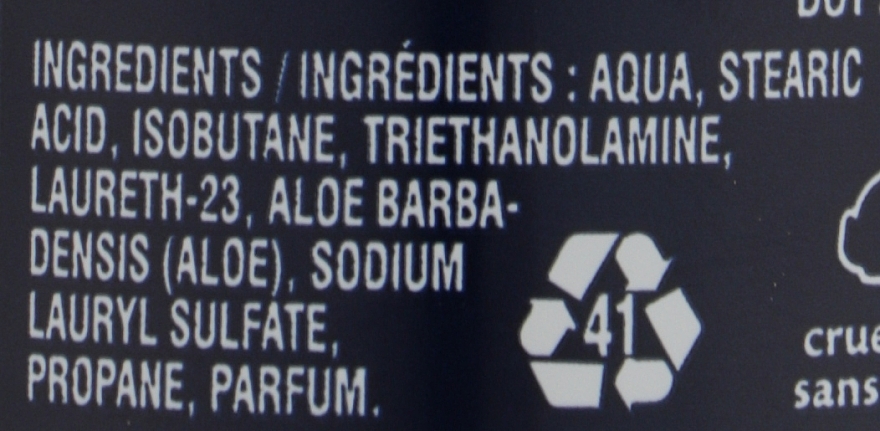 INGREDIENTS / INGRÉDIENTS : AQUA, STEARIC
ACID, ISOBUTANE, TRIETHANOLAMINE,
LAURETH-23, ALOE BARBA-
DENSIS (ALOE), SODIUM
LAURYL SULFATE,
PROPANE, PARFUM.
41
sans